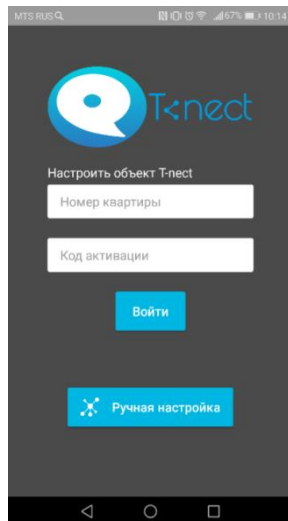 MTS RUS 67% 10:14
T-nect
Настроить объект T-nect
Номер квартиры
Код активации
Войти
Ручная настройка